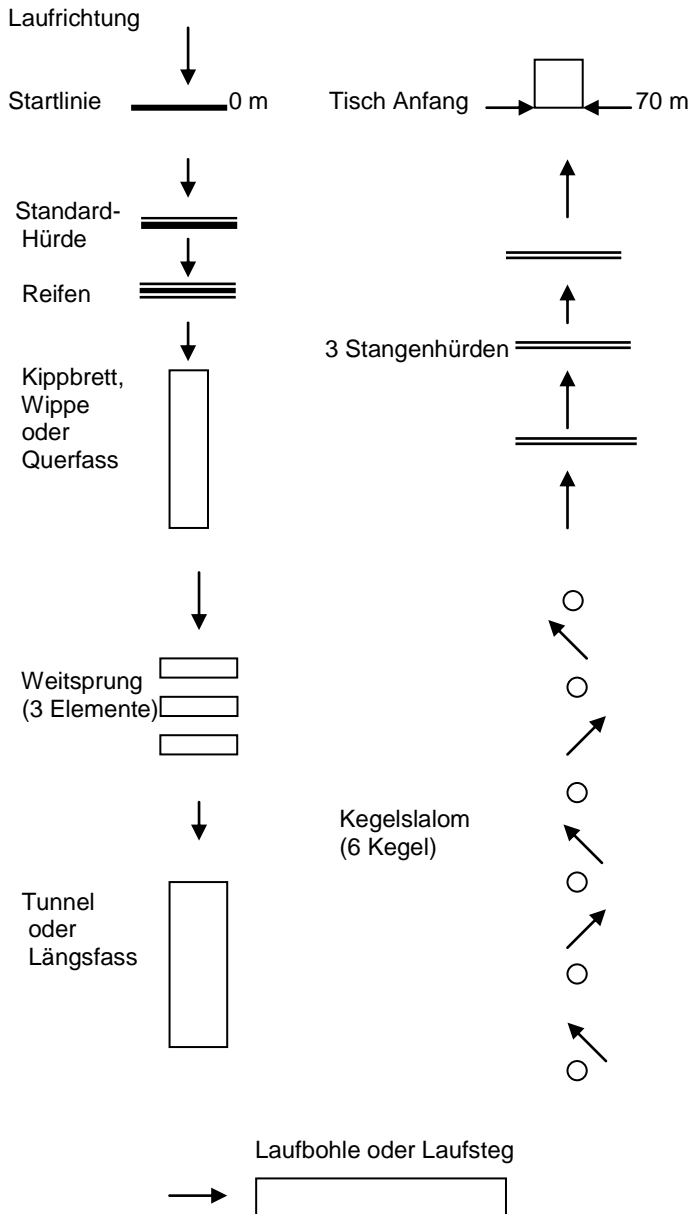 Laufrichtung
Startlinie
0 m
Standard-
Hürde
Reifen
Kippbrett,
Wippe
oder
Querfass
Weitsprung
(3 Elemente)
Tunnel
oder
Längsfass
Laufbohle oder Laufsteg
Kegelslalom
(6 Kegel)
3 Stangenhürden
Tisch Anfang
70 m